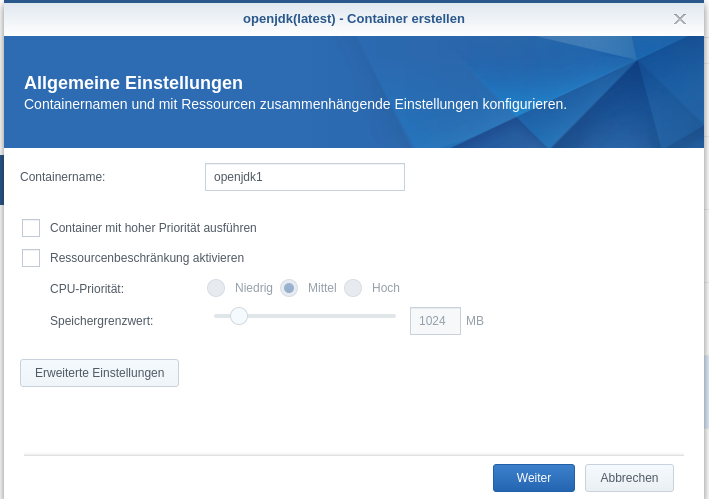 openjdk(latest) - Container erstellen
Allgemeine Einstellungen
Containernamen und mit Ressourcen zusammenhängende Einstellungen konfigurieren.
Containername: openjdk1
Container mit hoher Priorität ausführen
Ressourcenbeschränkung aktivieren
CPU-Priorität: Niedrig Mittel Hoch
Speichergrenzwert: 1024 MB
Erweiterte Einstellungen
Weiter Abbrechen